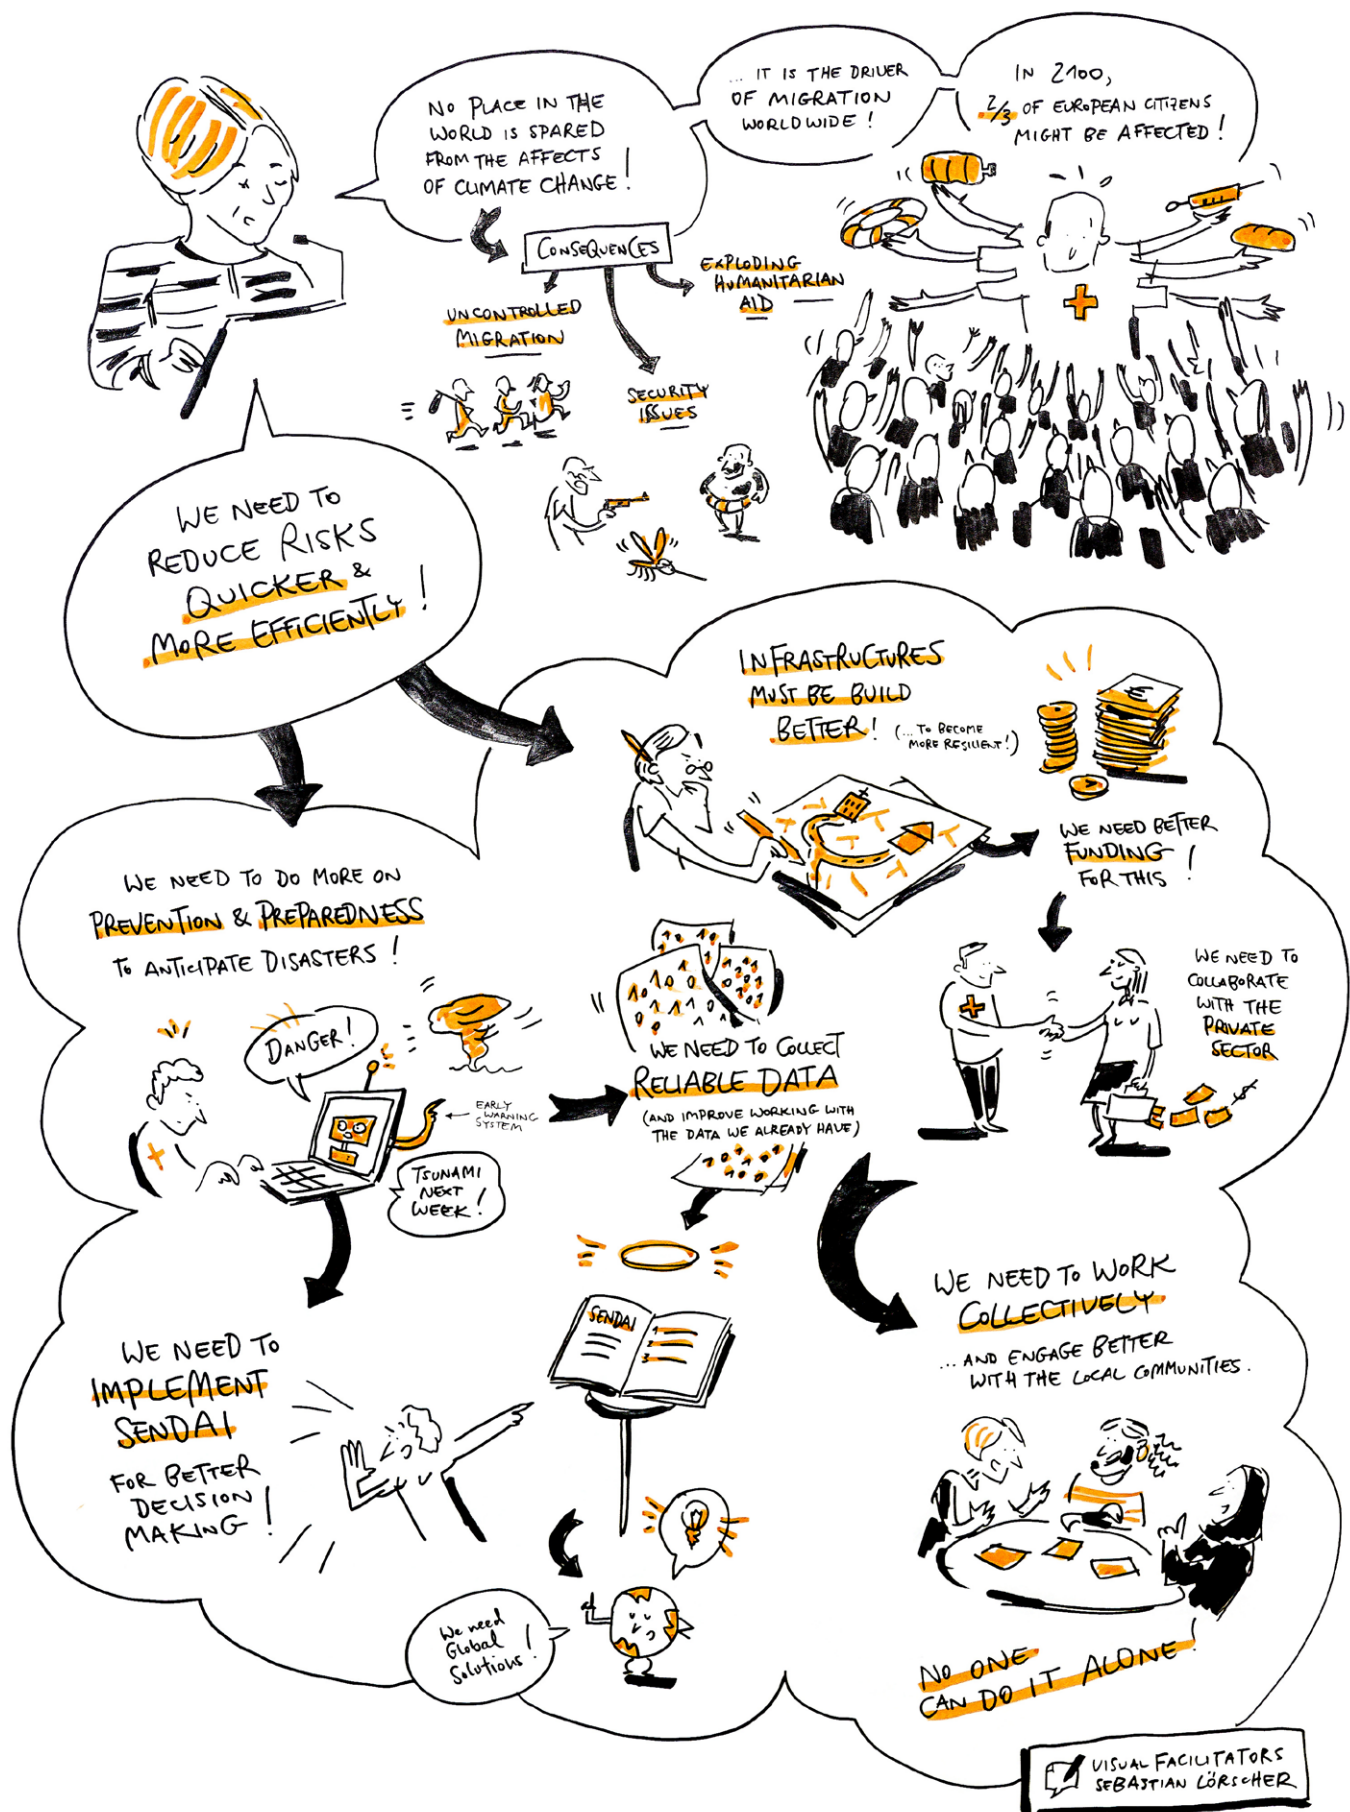 NO PLACE IN THE
WORLD IS SPARED
FROM THE AFFECTS
OF CLIMATE CHANGE!
... IT IS THE DRIVER
OF MIGRATION
WORLDWIDE!
IN 2100,
2/3 OF EUROPEAN CITIZENS
MIGHT BE AFFECTED!
CONSEQUENCES
UNCONTROLLED
MIGRATION
SECURITY
ISSUES
EXPLODING
HUMANITARIAN
AID
WE NEED TO
REDUCE RISKS
QUICKER &
MORE EFFICIENTLY!
INFRASTRUCTURES
MUST BE BUILD
BETTER! (... TO BECOME
MORE RESILIENT!)
€
WE NEED BETTER
FUNDING
FOR THIS!
WE NEED TO
COLLABORATE
WITH THE
PRIVATE
SECTOR
$
WE NEED TO DO MORE ON
PREVENTION & PREPAREDNESS
TO ANTICIPATE DISASTERS!
DANGER!
EARLY
WARNING
SYSTEM
TSUNAMI
NEXT
WEEK!
WE NEED TO COLLECT
RELIABLE DATA
(AND IMPROVE WORKING WITH
THE DATA WE ALREADY HAVE)
WE NEED TO
IMPLEMENT
SENDAI
FOR BETTER
DECISION
MAKING!
SENDAI
1
2
3
We need
Global
Solutions!
WE NEED TO WORK
COLLECTIVELY
... AND ENGAGE BETTER
WITH THE LOCAL COMMUNITIES.
NO ONE
CAN DO IT ALONE!
VISUAL FACILITATORS
SEBASTIAN LÖRSCHER